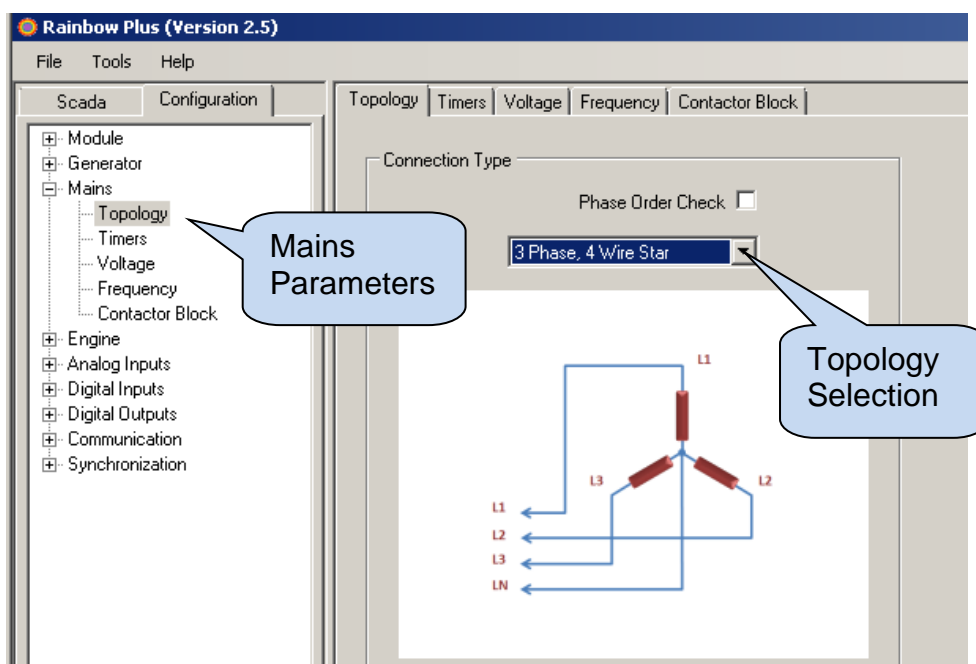 Rainbow Plus (Version 2.5)
File Tools Help
Scada Configuration
Module
Generator
Mains
Topology
Timers
Voltage
Frequency
Contactor Block
Engine
Analog Inputs
Digital Inputs
Digital Outputs
Communication
Synchronization
Mains
Parameters
Topology Timers Voltage Frequency Contactor Block
Connection Type
Phase Order Check
3 Phase, 4 Wire Star
Topology
Selection
L1
L3
L2
L1
L2
L3
LN